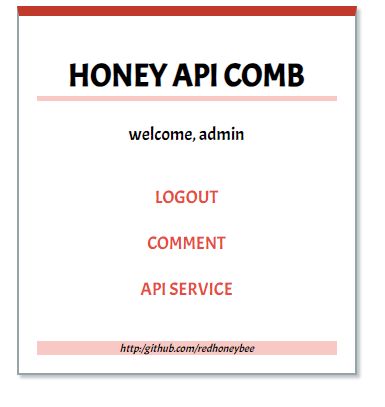 HONEY API COMB
welcome, admin
LOGOUT
COMMENT
API SERVICE
http:/github.com/redhoneybee